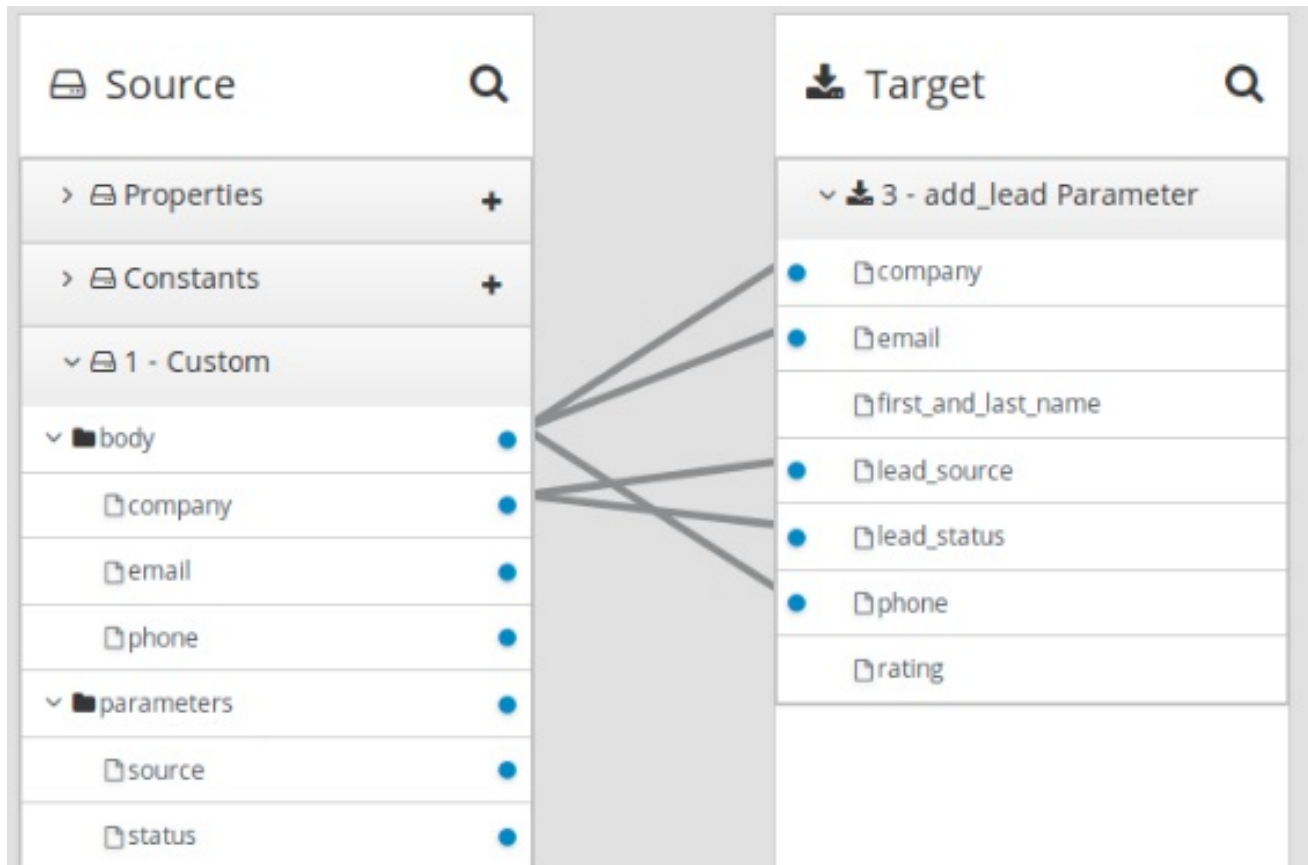 Source
Properties
Constants
1 - Custom
body
company
email
phone
parameters
source
status
Target
3 - add_lead Parameter
company
email
first_and_last_name
lead_source
lead_status
phone
rating